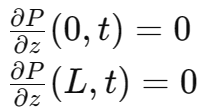 ∂P/∂z (0, t) = 0
∂P/∂z (L, t) = 0